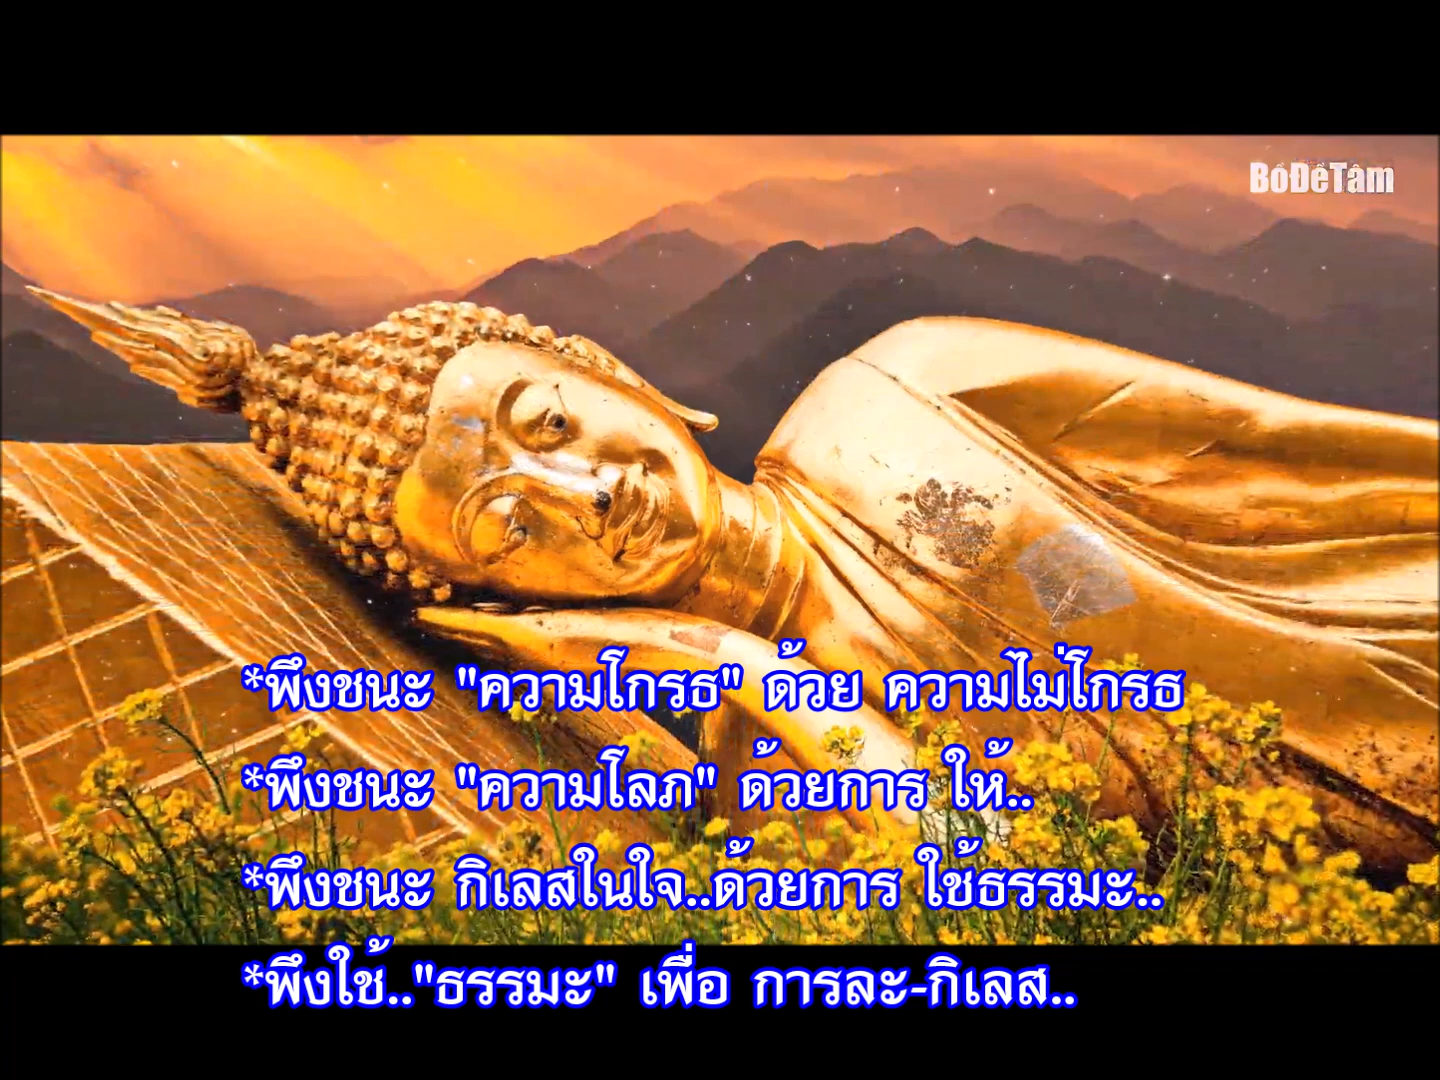 BồĐềTâm
*พึงชนะ "ความโกรธ" ด้วย ความไม่โกรธ
*พึงชนะ "ความโลภ" ด้วยการ ให้..
*พึงชนะ กิเลสในใจ..ด้วยการ ใช้ธรรมะ..
*พึงใช้.."ธรรมะ" เพื่อ การละ-กิเลส..